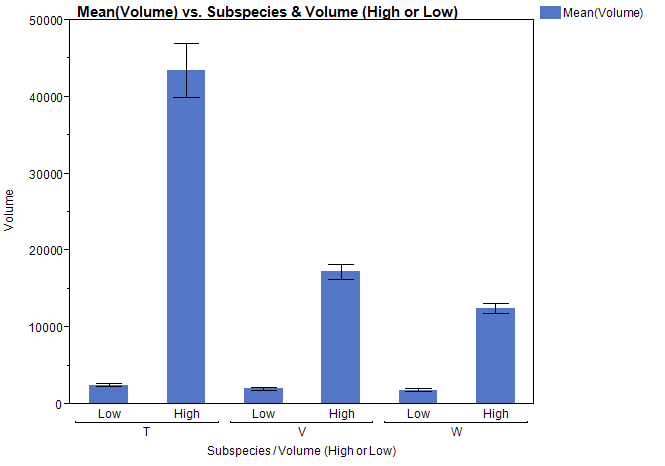 Mean(Volume) vs. Subspecies & Volume (High or Low)
Mean(Volume)
50000
40000
30000
20000
10000
0
Volume
Low High Low High Low High
T V W
Subspecies / Volume (High or Low)